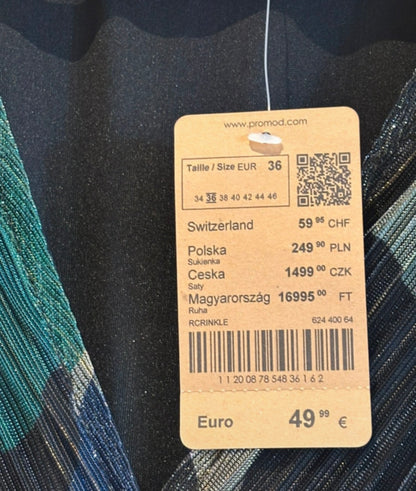 www.promod.com
Taille / Size EUR 36
34 36 38 40 42 44 46
Switzerland 59 95 CHF
Polska 249 90 PLN
Sukienka
Ceska 1499 00 CZK
Saty
Magyarország 16995 00 FT
Ruha
RCRINKLE 624 400 64
1 1 20 08 78 548 36 1 6 2
Euro 49 99 €